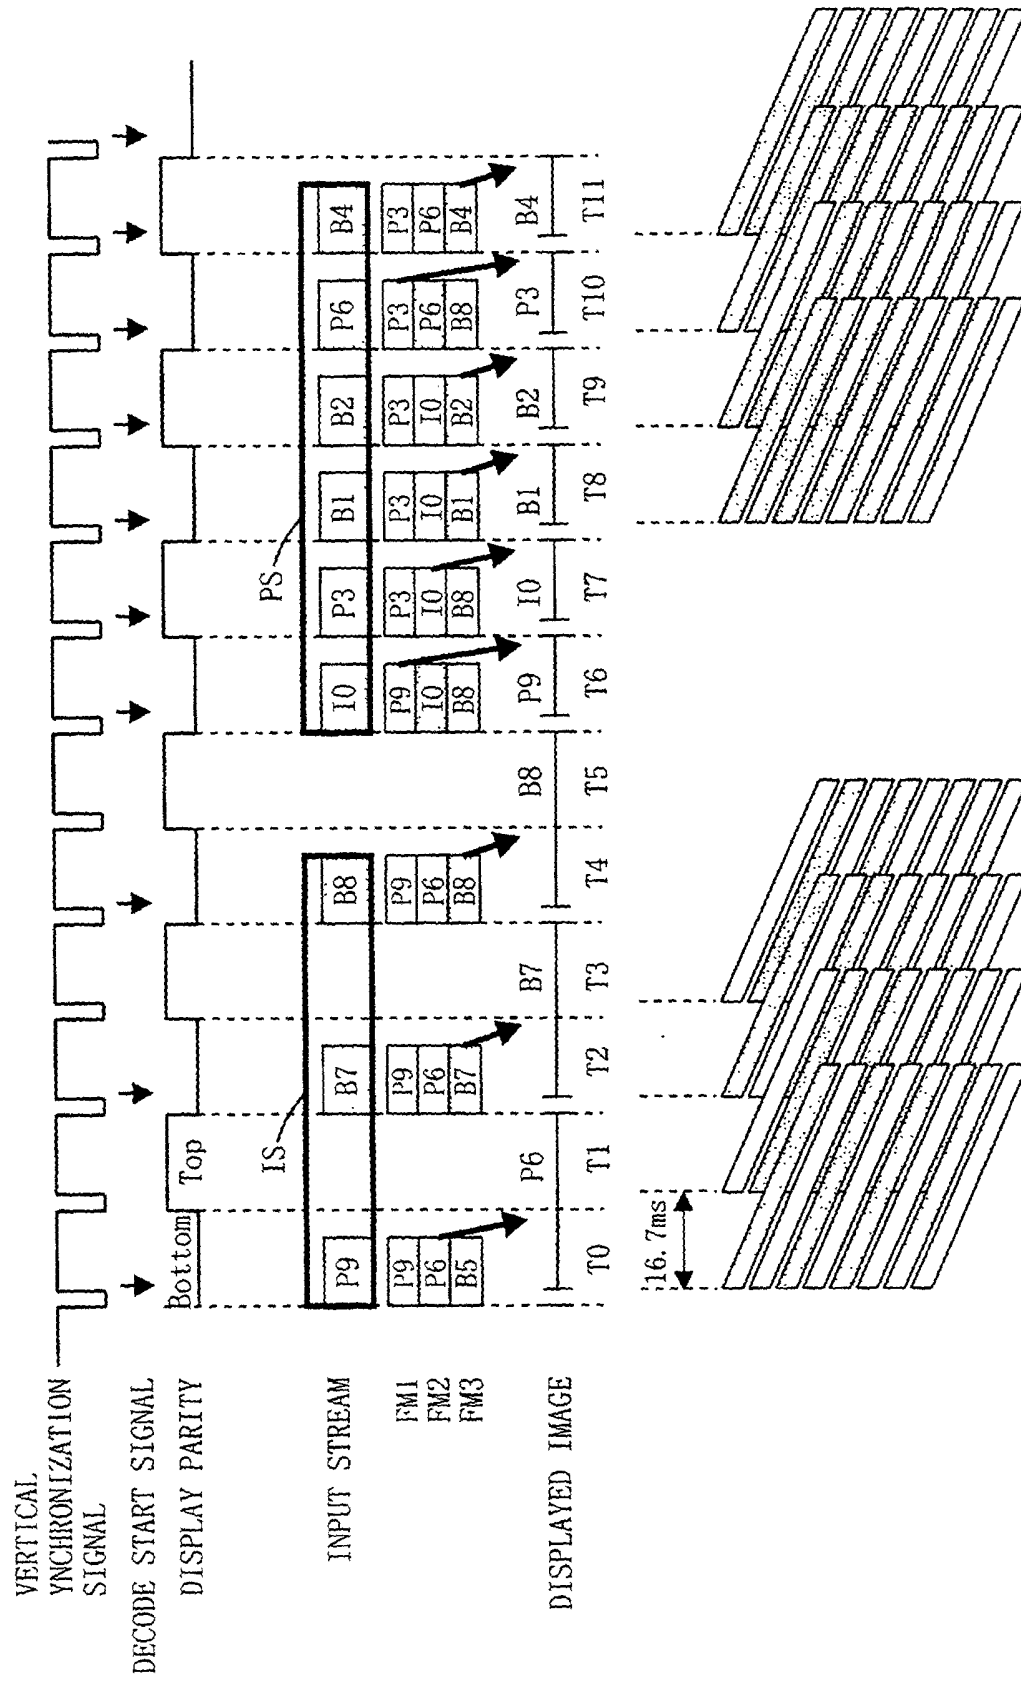 VERTICAL
YNCHRONIZATION
SIGNAL
DECODE START SIGNAL
DISPLAY PARITY
Bottom Top
IS PS
INPUT STREAM
P9 B7 B8 I0 P3 B1 B2 P6 B4
FM1 P9 P9 P9 P9 P3 P3 P3 P3 P3
FM2 P6 P6 P6 I0 I0 I0 I0 P6 P6
FM3 B5 B7 B8 B8 B8 B1 B2 B8 B4
DISPLAYED IMAGE
P6 B7 B8 P9 I0 B1 B2 P3 B4
T0 T1 T2 T3 T4 T5 T6 T7 T8 T9 T10 T11
16.7ms